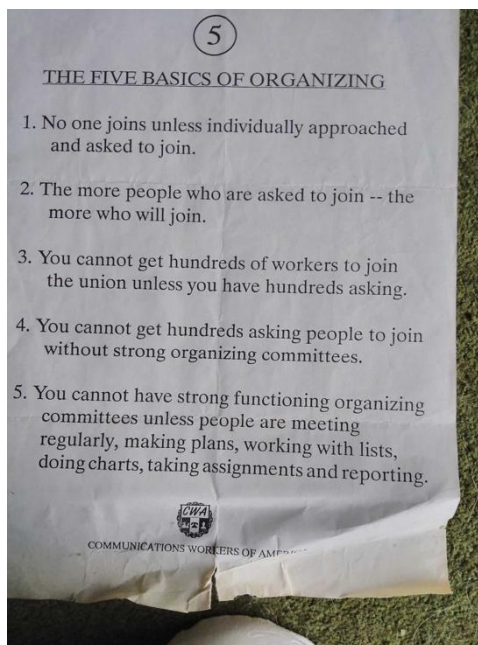 5
THE FIVE BASICS OF ORGANIZING
1. No one joins unless individually approached
and asked to join.
2. The more people who are asked to join -- the
more who will join.
3. You cannot get hundreds of workers to join
the union unless you have hundreds asking.
4. You cannot get hundreds asking people to join
without strong organizing committees.
5. You cannot have strong functioning organizing
committees unless people are meeting
regularly, making plans, working with lists,
doing charts, taking assignments and reporting.
CWA
COMMUNICATIONS WORKERS OF